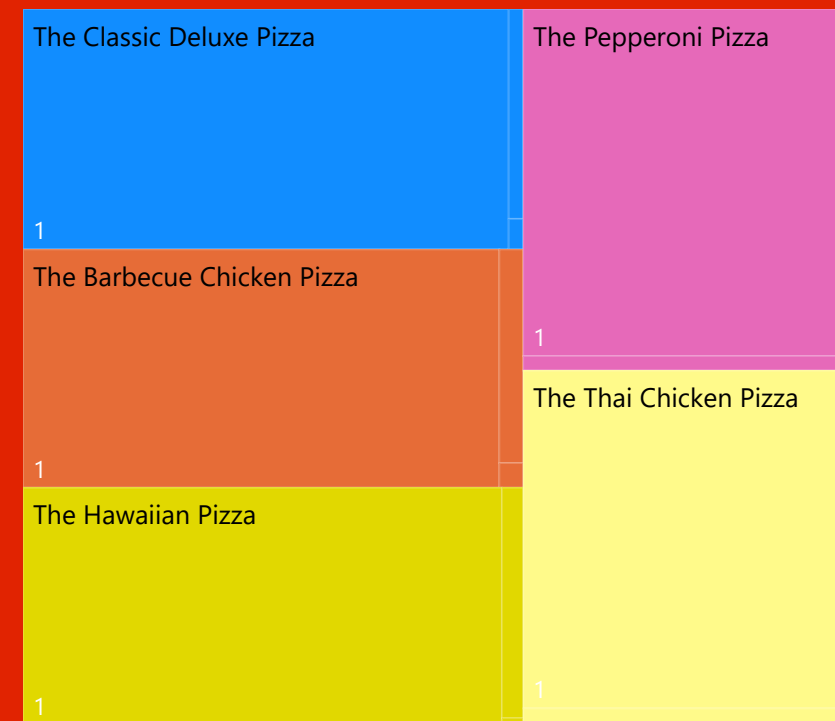 The Classic Deluxe Pizza
1
The Barbecue Chicken Pizza
1
The Hawaiian Pizza
1
The Pepperoni Pizza
1
The Thai Chicken Pizza
1